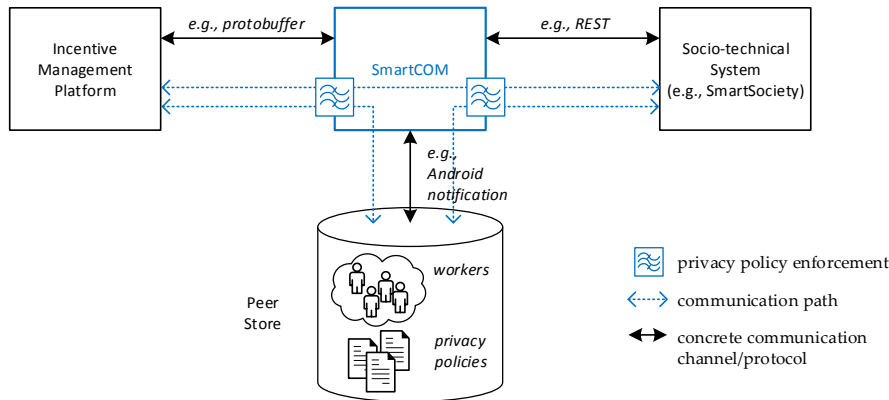 e.g., protobuffer
e.g., REST
Incentive
Management
Platform
SmartCOM
Socio-technical
System
(e.g., SmartSociety)
e.g.,
Android
notification
workers
Peer
Store
privacy
policies
privacy policy enforcement
communication path
concrete communication
channel/protocol